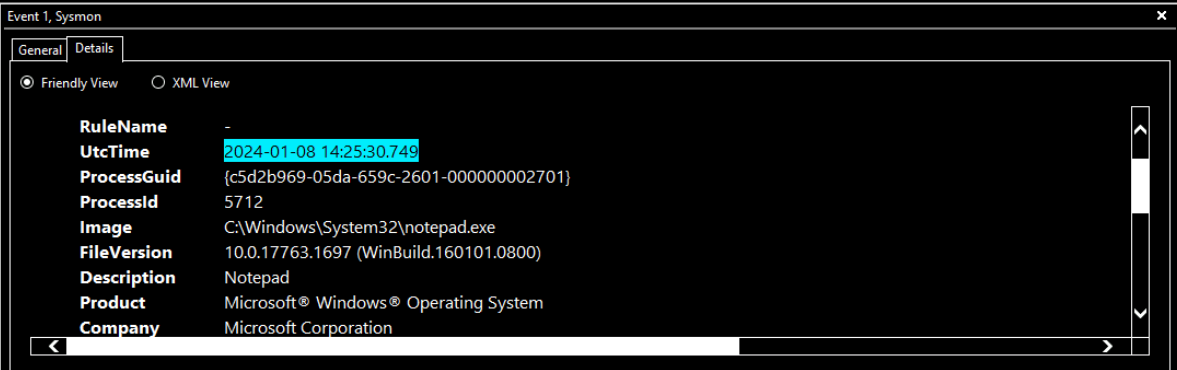 Event 1, Sysmon
General Details
Friendly View XML View
RuleName -
UtcTime 2024-01-08 14:25:30.749
ProcessGuid {c5d2b969-05da-659c-2601-000000002701}
ProcessId 5712
Image C:\Windows\System32\notepad.exe
FileVersion 10.0.17763.1697 (WinBuild.160101.0800)
Description Notepad
Product Microsoft® Windows® Operating System
Company Microsoft Corporation